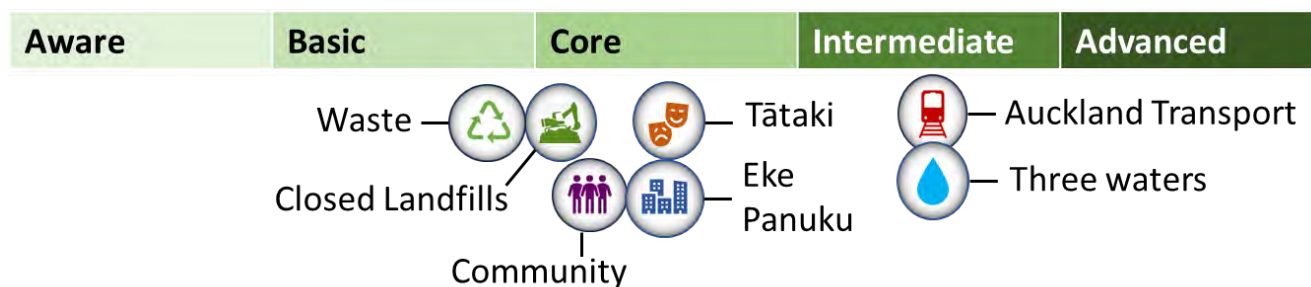 Aware Basic Core Intermediate Advanced
Waste Tātaki Auckland Transport
Closed Landfills Eke Panuku Three waters
Community